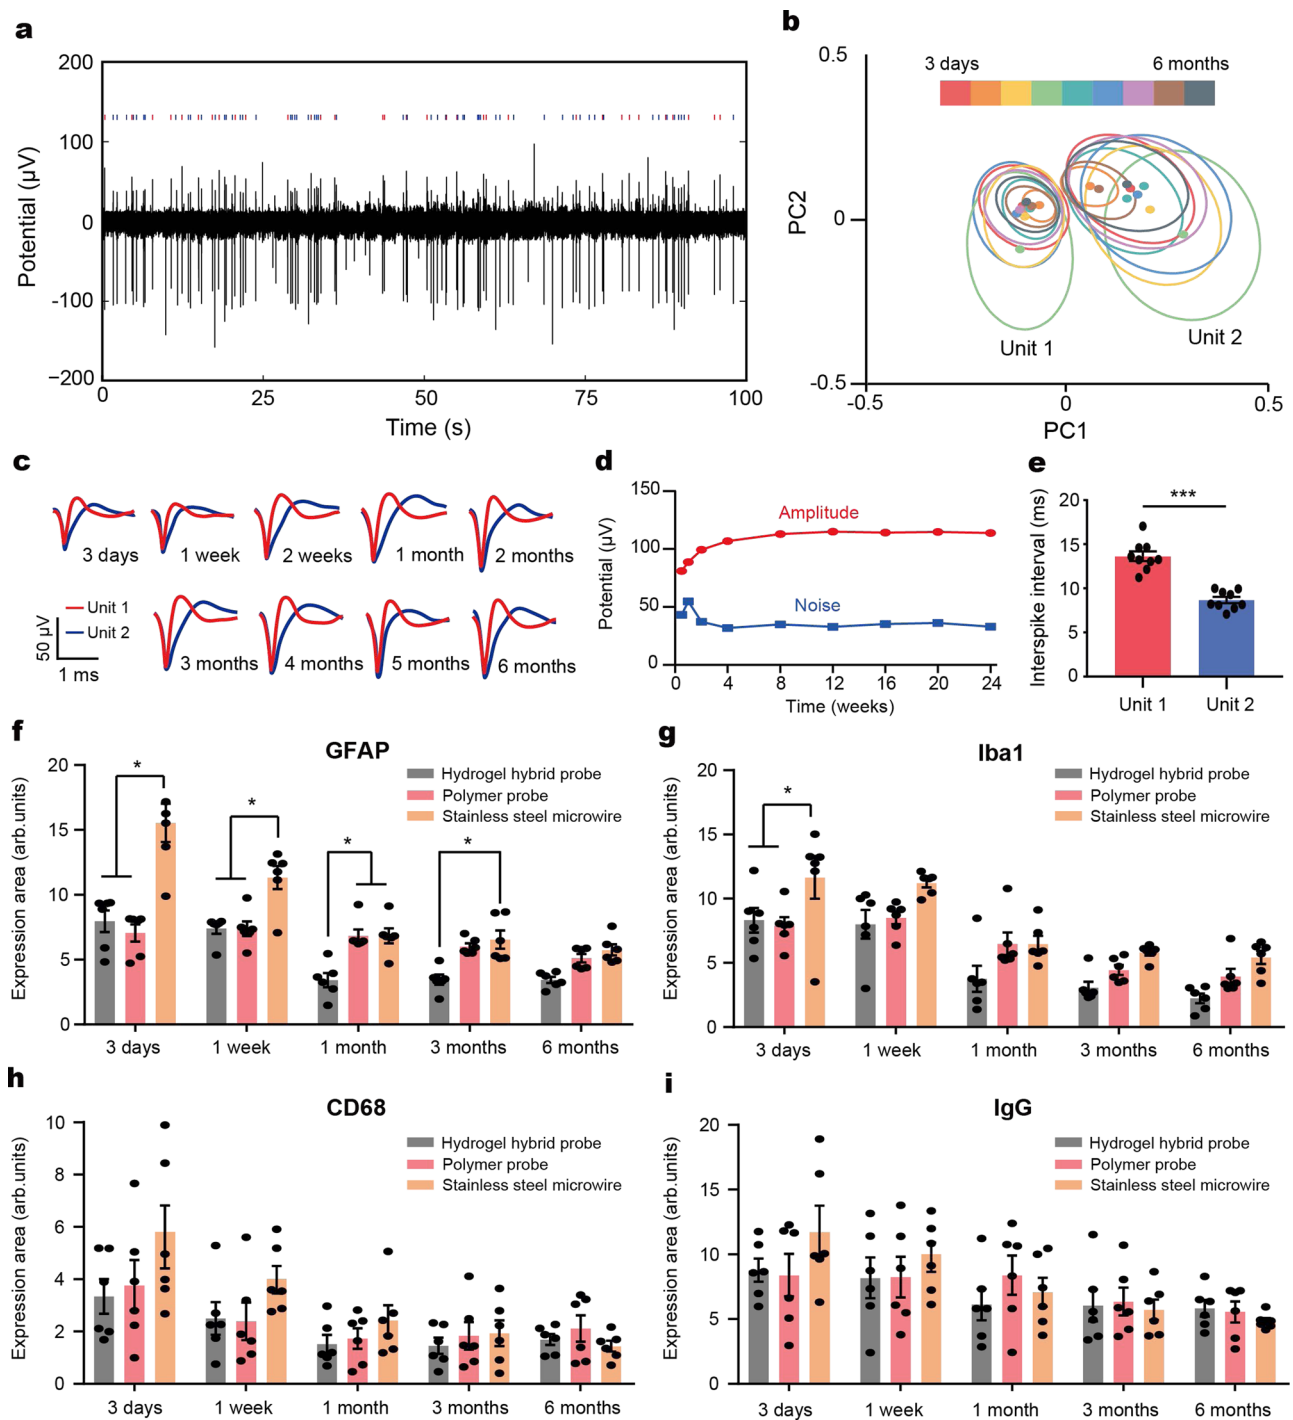 a
200
100
0
-100
−200
Potential (µV)
0
25
50
75
100
Time (s)
b
0.5
0
-0.5
PC2
3 days
6 months
Unit 1
Unit 2
-0.5
0
0.5
PC1
c
3 days
1 week
2 weeks
1 month
2 months
Unit 1
Unit 2
50 µV
1 ms
3 months
4 months
5 months
6 months
d
150
100
50
0
Potential (µV)
Amplitude
Noise
0
4
8
12
16
20
24
Time (weeks)
e
20
15
10
5
0
Interspike interval (ms)
***
Unit 1
Unit 2
f
GFAP
20
15
10
5
0
Expression area (arb.units)
Hydrogel hybrid probe
Polymer probe
Stainless steel microwire
*
*
*
*
3 days
1 week
1 month
3 months
6 months
g
Iba1
20
15
10
5
0
Expression area (arb.units)
Hydrogel hybrid probe
Polymer probe
Stainless steel microwire
*
3 days
1 week
1 month
3 months
6 months
h
CD68
10
8
6
4
2
0
Expression area (arb.units)
Hydrogel hybrid probe
Polymer probe
Stainless steel microwire
3 days
1 week
1 month
3 months
6 months
i
IgG
20
15
10
5
0
Expression area (arb.units)
Hydrogel hybrid probe
Polymer probe
Stainless steel microwire
3 days
1 week
1 month
3 months
6 months